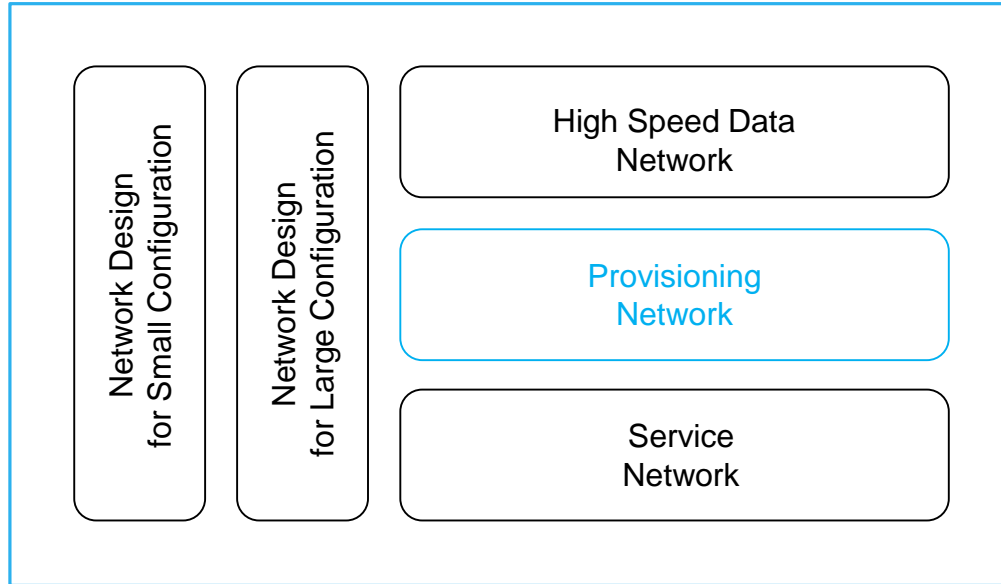 Network Design
for Small Configuration
Network Design
for Large Configuration
High Speed Data
Network
Provisioning
Network
Service
Network